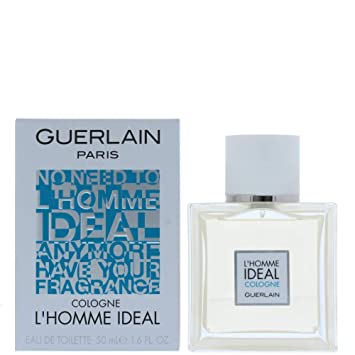 GUERLAIN
PARIS
NO NEED TO
L'HOMME
IDEAL
ANYMORE
HAVE YOUR
FRAGRANCE
COLOGNE
L'HOMME IDEAL
EAU DE TOILETTE 50 mL e 1.6 FL. OZ.
L'HOMME
IDEAL
COLOGNE
GUERLAIN